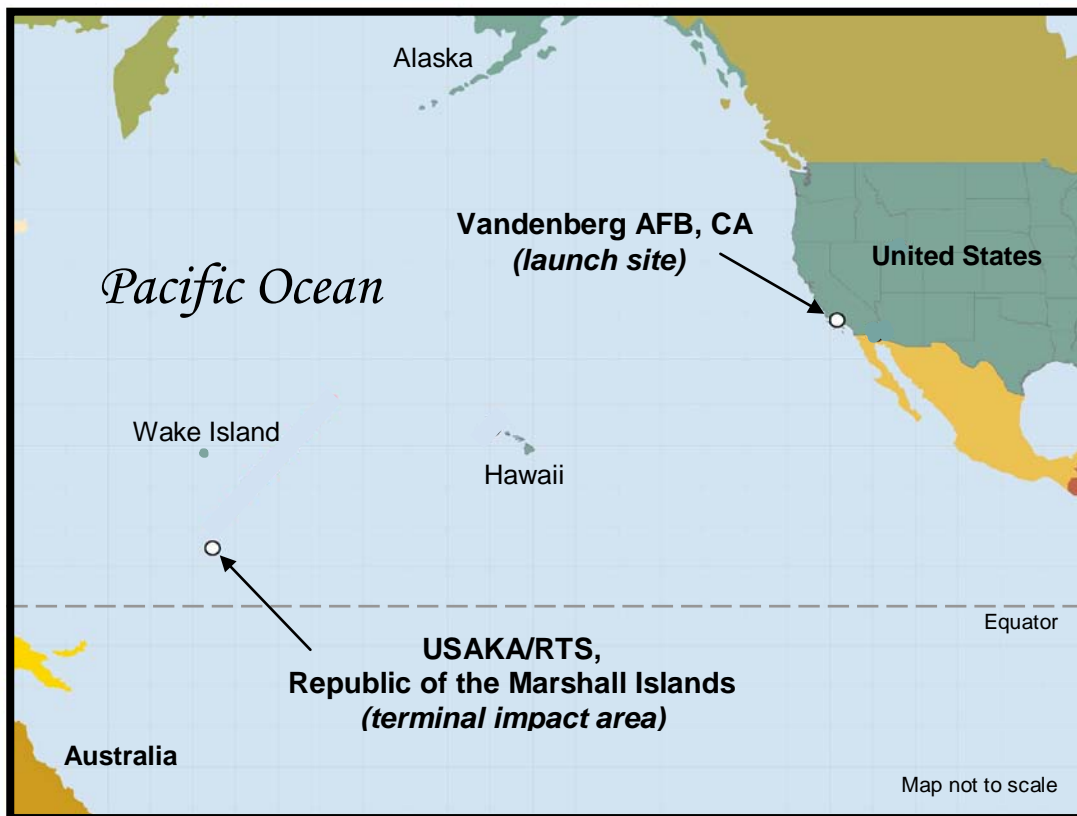 Alaska
Vandenberg AFB, CA
(launch site)
United States
Pacific Ocean
Wake Island
Hawaii
Equator
USAKA/RTS,
Republic of the Marshall Islands
(terminal impact area)
Australia
Map not to scale